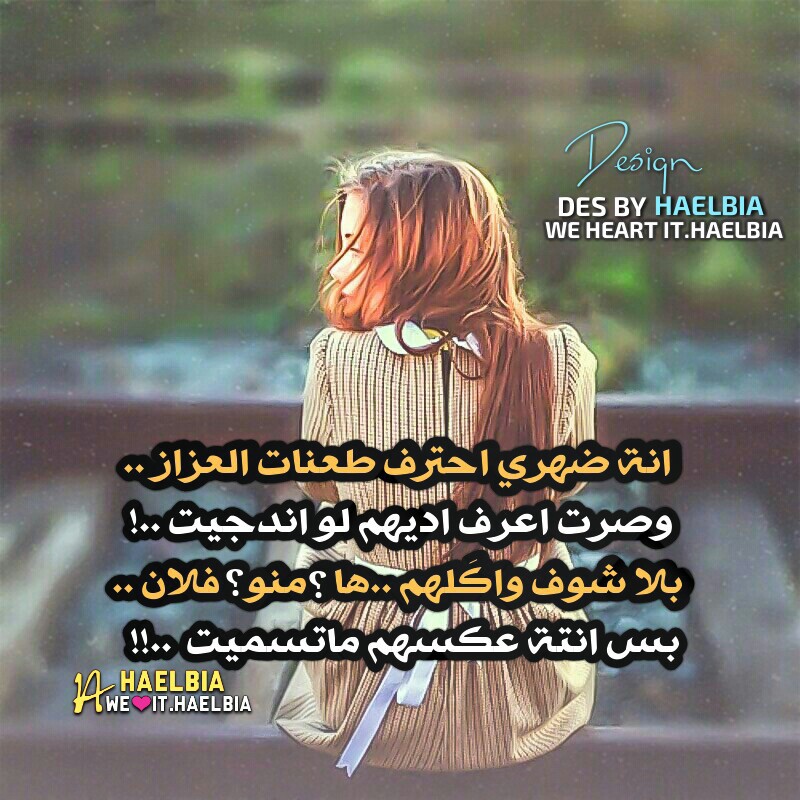 Design
DES BY HAELBIA
WE HEART IT.HAELBIA
انة ضهري احترف طعنات العزاز ..
وصرت اعرف اديهم لو اندجيت ..!
بلا شوف واكَلهم ..ها ؟منو؟ فلان ..
بس انتة عكسهم ماتسميت ..!!
HAELBIA
WE❤IT.HAELBIA